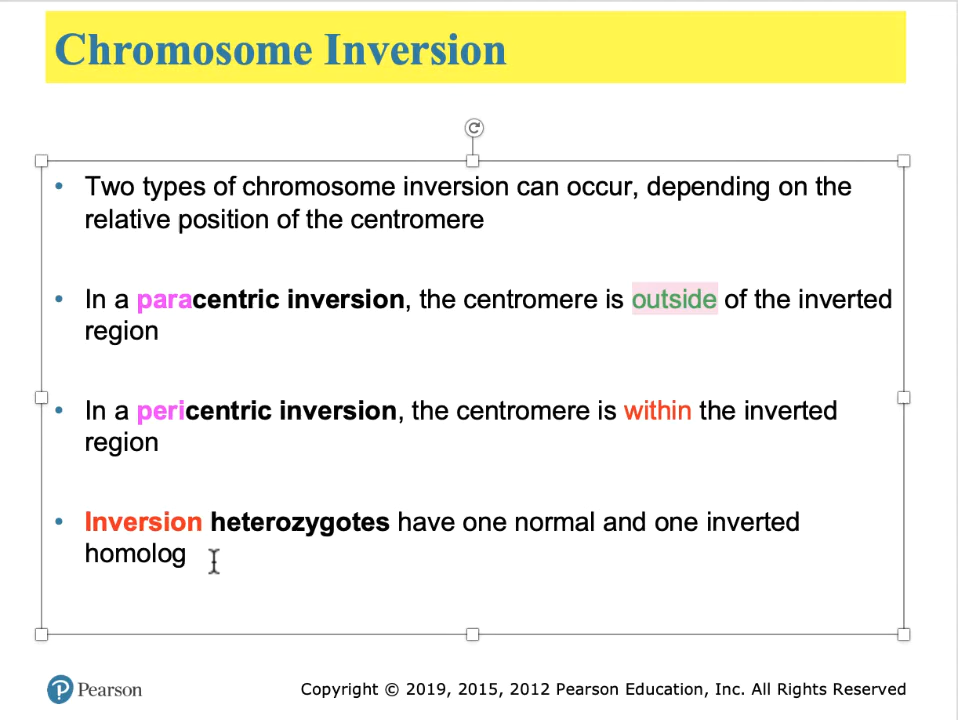 Chromosome Inversion
• Two types of chromosome inversion can occur, depending on the
relative position of the centromere
• In a paracentric inversion, the centromere is outside of the inverted
region
• In a pericentric inversion, the centromere is within the inverted
region
• Inversion heterozygotes have one normal and one inverted
homolog
Pearson
Copyright © 2019, 2015, 2012 Pearson Education, Inc. All Rights Reserved